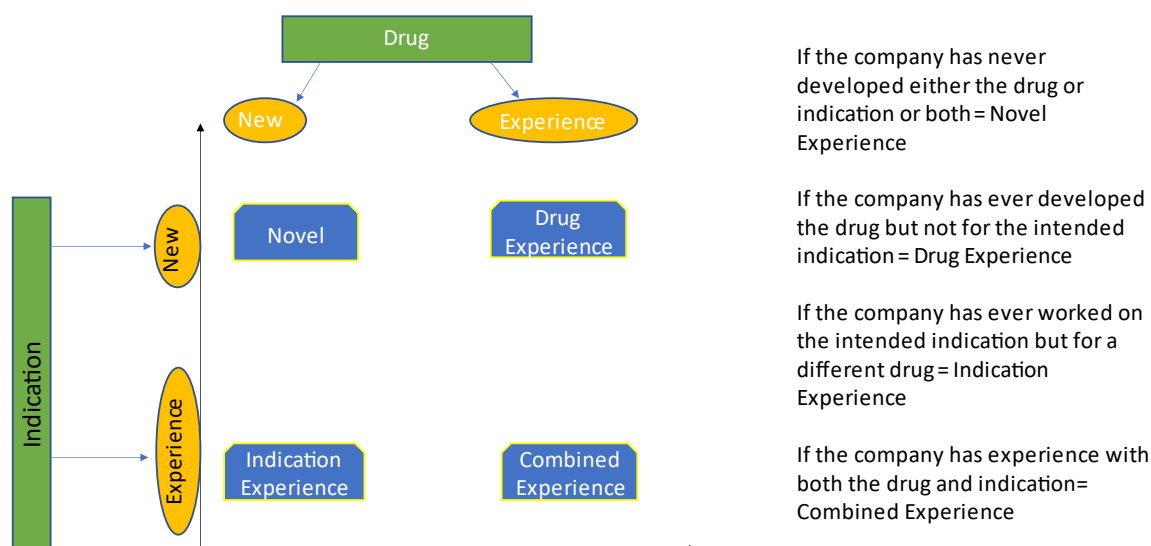 Drug
New
Experience
Indication
New
Experience
Novel
Drug
Experience
Indication
Experience
Combined
Experience
If the company has never
developed either the drug or
indication or both = Novel
Experience
If the company has ever developed
the drug but not for the intended
indication = Drug Experience
If the company has ever worked on
the intended indication but for a
different drug = Indication
Experience
If the company has experience with
both the drug and indication=
Combined Experience